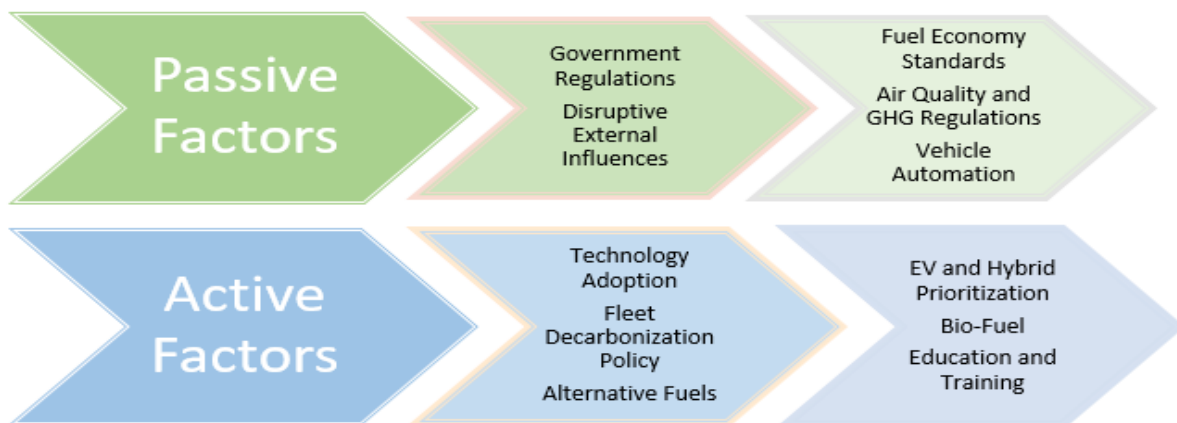 Passive
Factors
Government
Regulations
Disruptive
External
Influences
Fuel Economy
Standards
Air Quality and
GHG Regulations
Vehicle
Automation
Active
Factors
Technology
Adoption
Fleet
Decarbonization
Policy
Alternative Fuels
EV and Hybrid
Prioritization
Bio-Fuel
Education and
Training